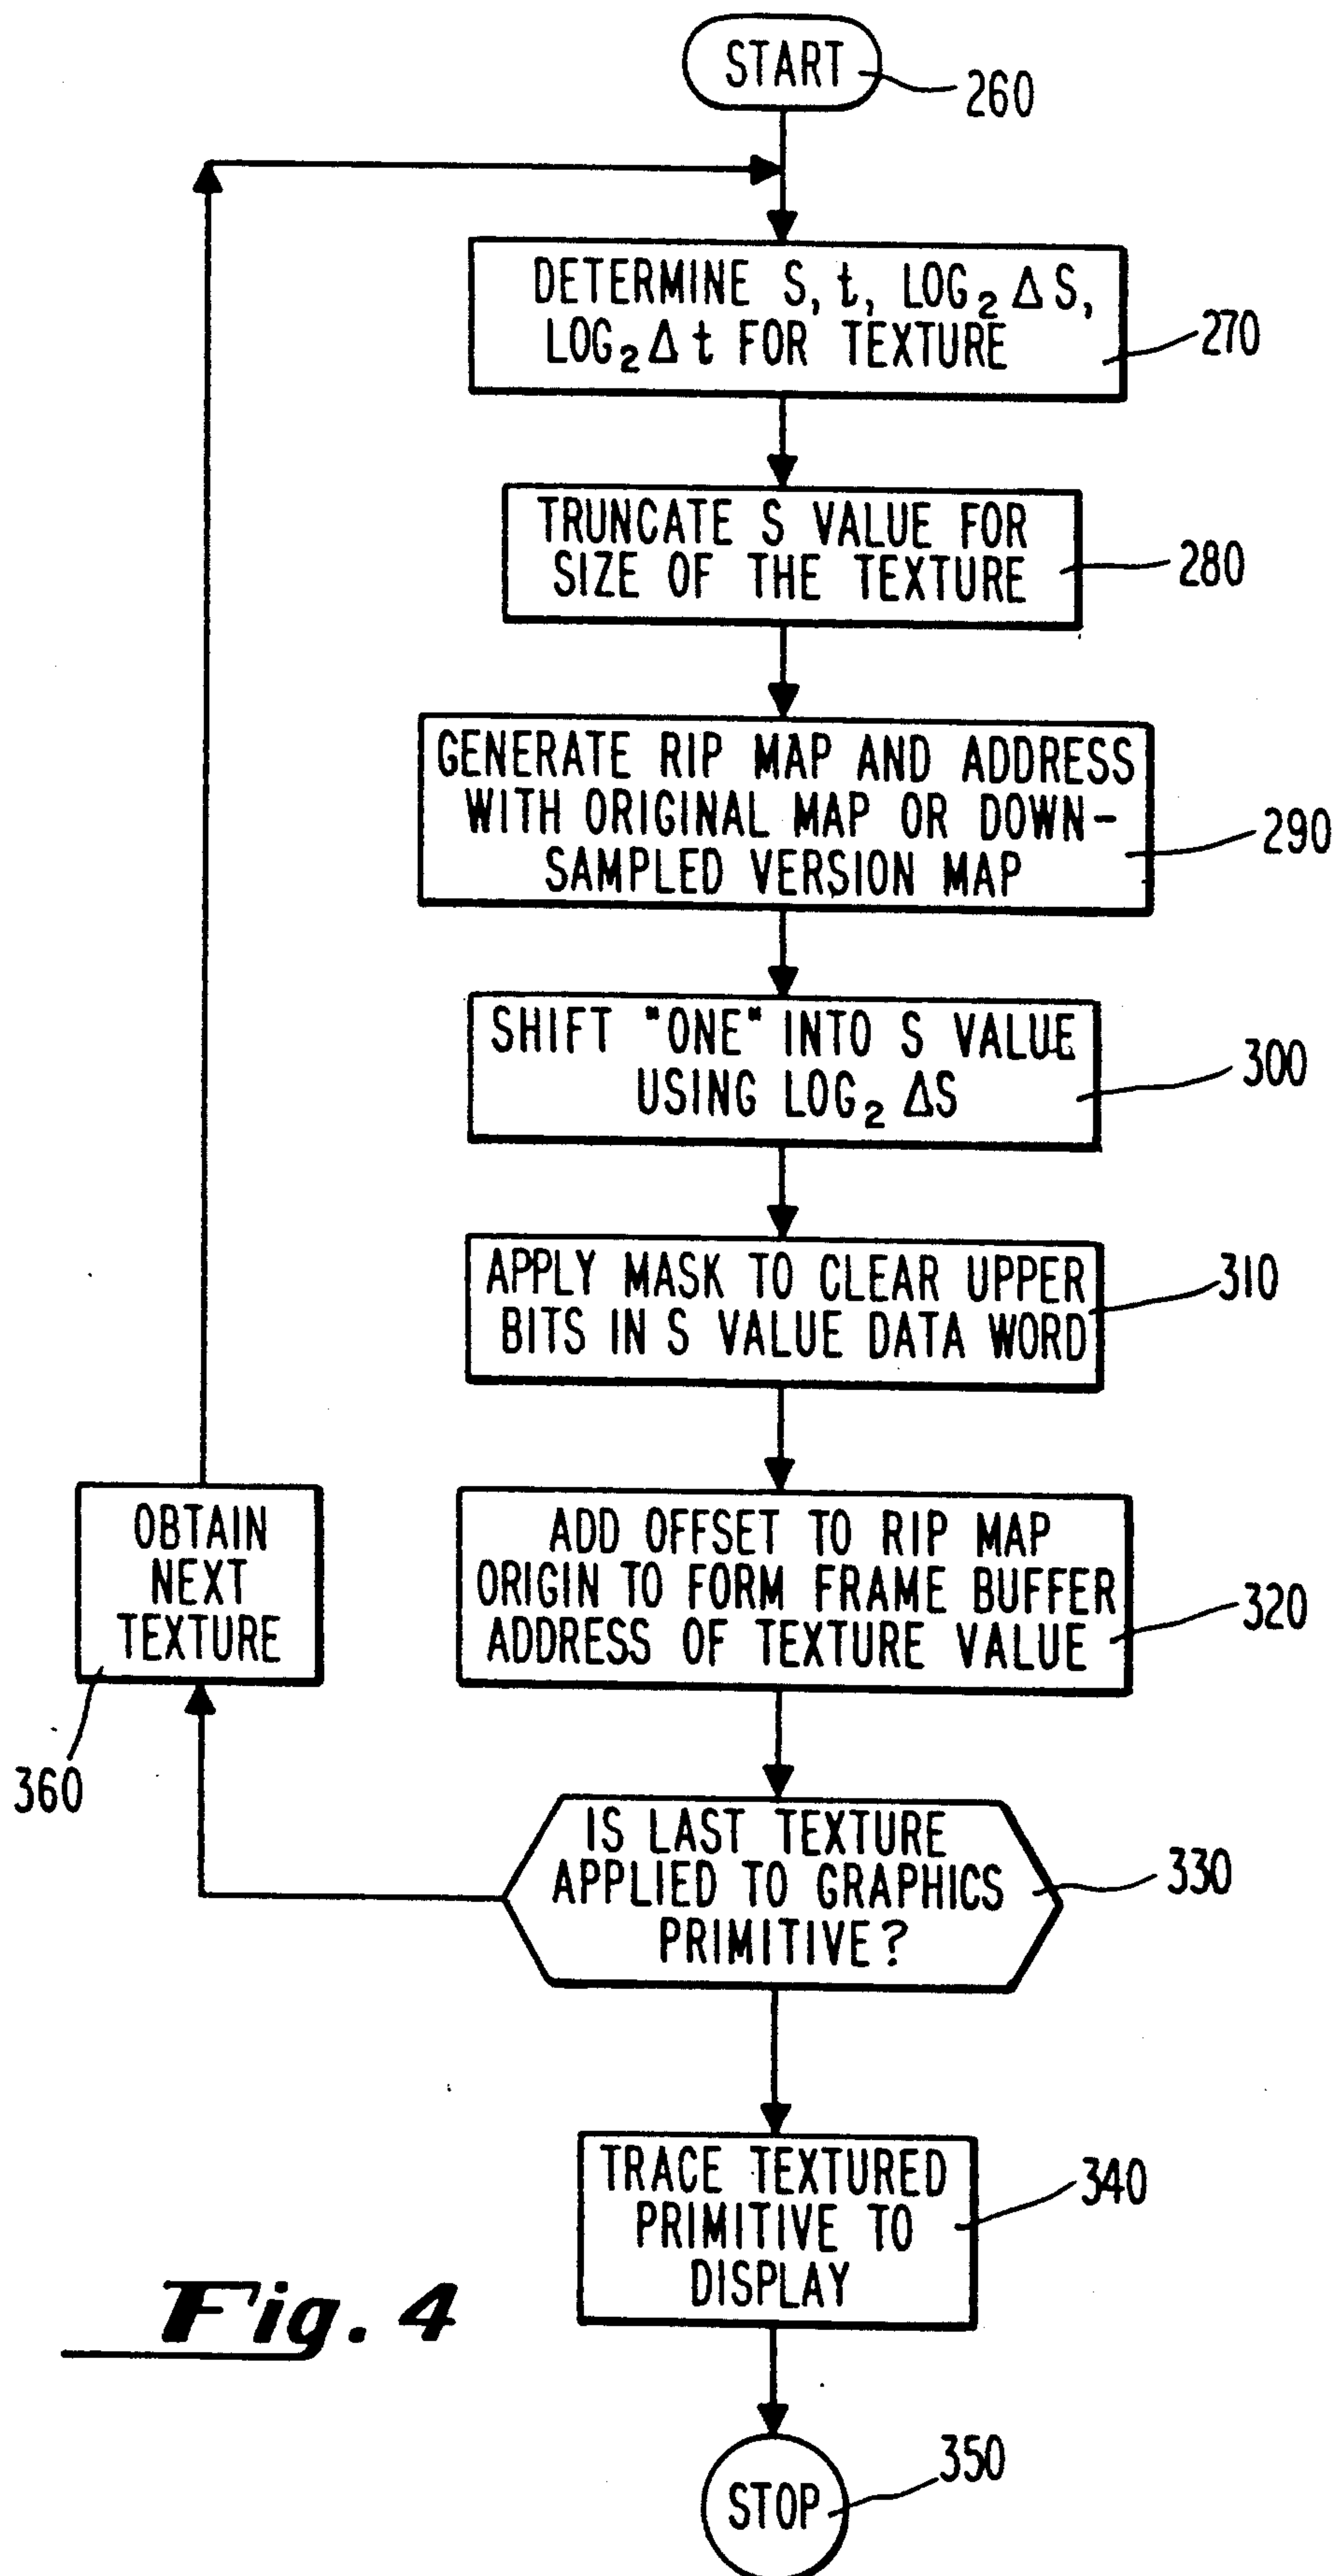 START
260
DETERMINE S, t, LOG₂ΔS,
LOG₂Δt FOR TEXTURE
270
TRUNCATE S VALUE FOR
SIZE OF THE TEXTURE
280
GENERATE RIP MAP AND ADDRESS
WITH ORIGINAL MAP OR DOWN-
SAMPLED VERSION MAP
290
SHIFT "ONE" INTO S VALUE
USING LOG₂ ΔS
300
APPLY MASK TO CLEAR UPPER
BITS IN S VALUE DATA WORD
310
ADD OFFSET TO RIP MAP
ORIGIN TO FORM FRAME BUFFER
ADDRESS OF TEXTURE VALUE
320
OBTAIN
NEXT
TEXTURE
360
IS LAST TEXTURE
APPLIED TO GRAPHICS
PRIMITIVE?
330
TRACE TEXTURED
PRIMITIVE TO
DISPLAY
340
Fig. 4
STOP
350